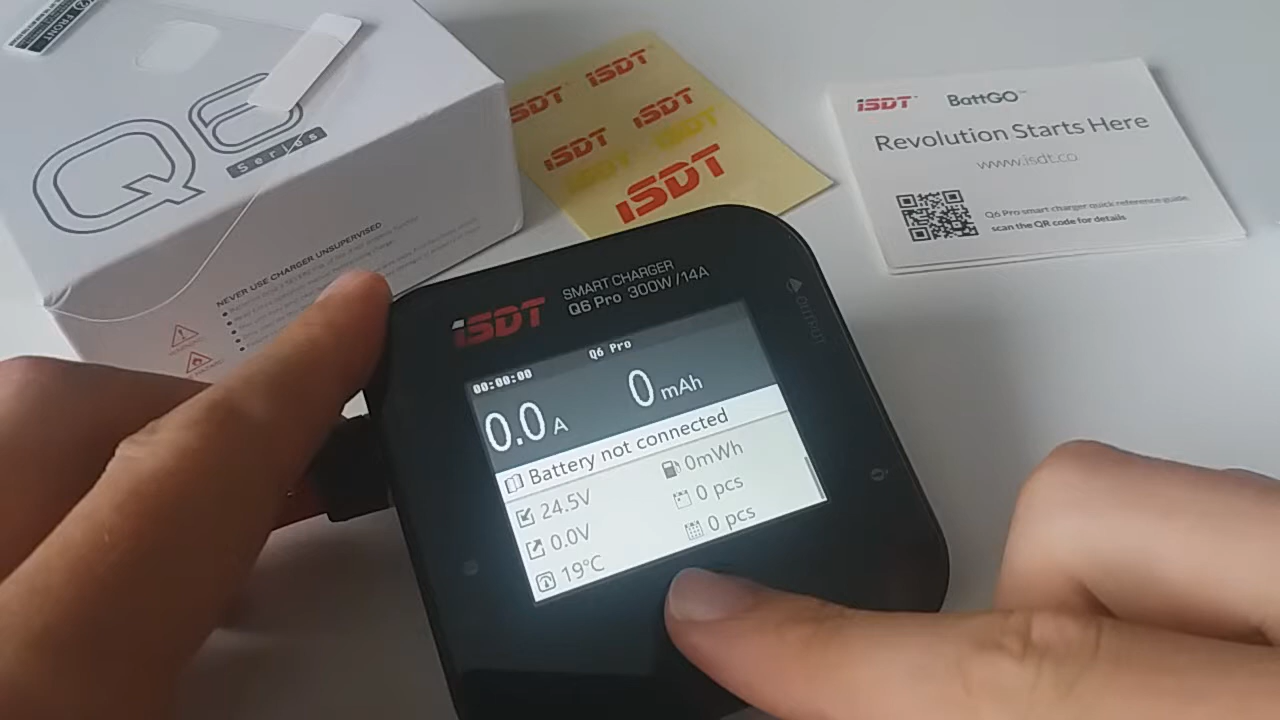 FRONT
Q6
Series
NEVER USE CHARGER UNSUPERVISED
iSDT
iSDT
iSDT
iSDT
iSDT
iSDT BattGO™
Revolution Starts Here
www.isdt.co
Q6 Pro smart charger quick reference guide
scan the QR code for details
iSDT
SMART CHARGER
Q6 Pro 300W/14A
OUTPUT
Q6 Pro
00:00:00
0.0 A 0 mAh
Battery not connected
24.5V 0mWh
0.0V 0 pcs
19°C 0 pcs